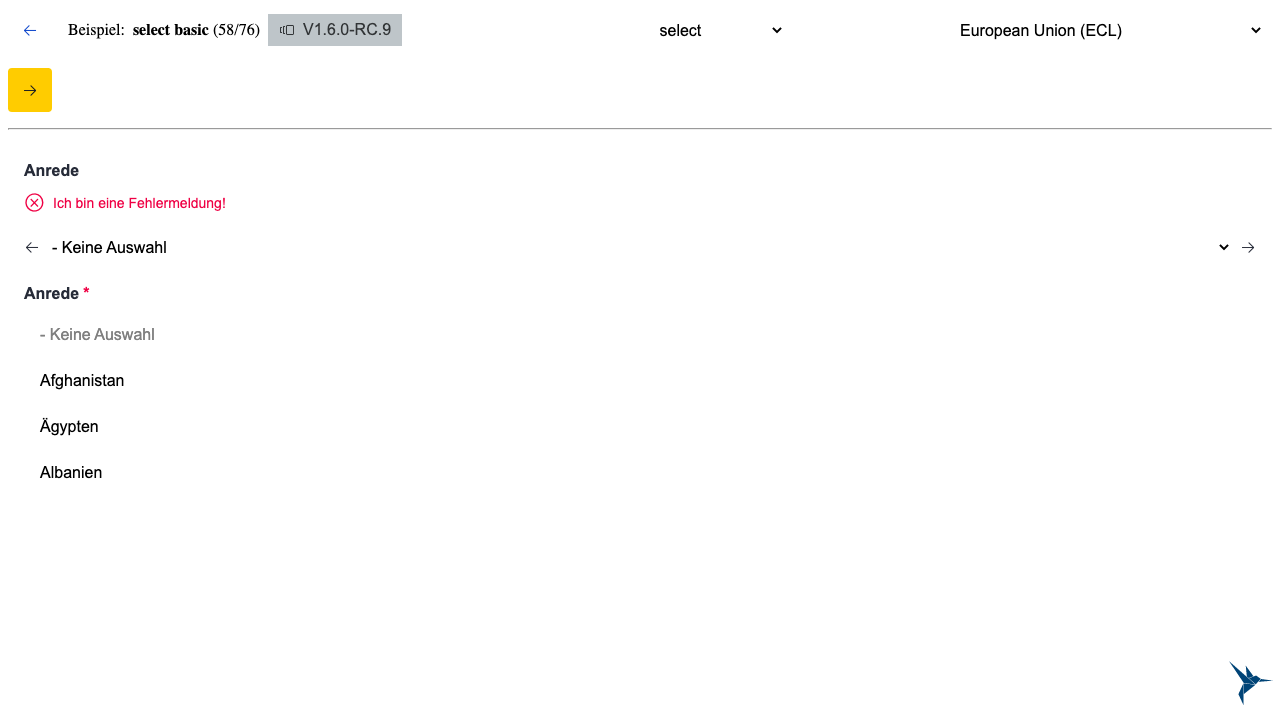 Beispiel: select basic (58/76) V1.6.0-RC.9 select European Union (ECL)
Anrede
Ich bin eine Fehlermeldung!
- Keine Auswahl
Anrede *
- Keine Auswahl
Afghanistan
Ägypten
Albanien